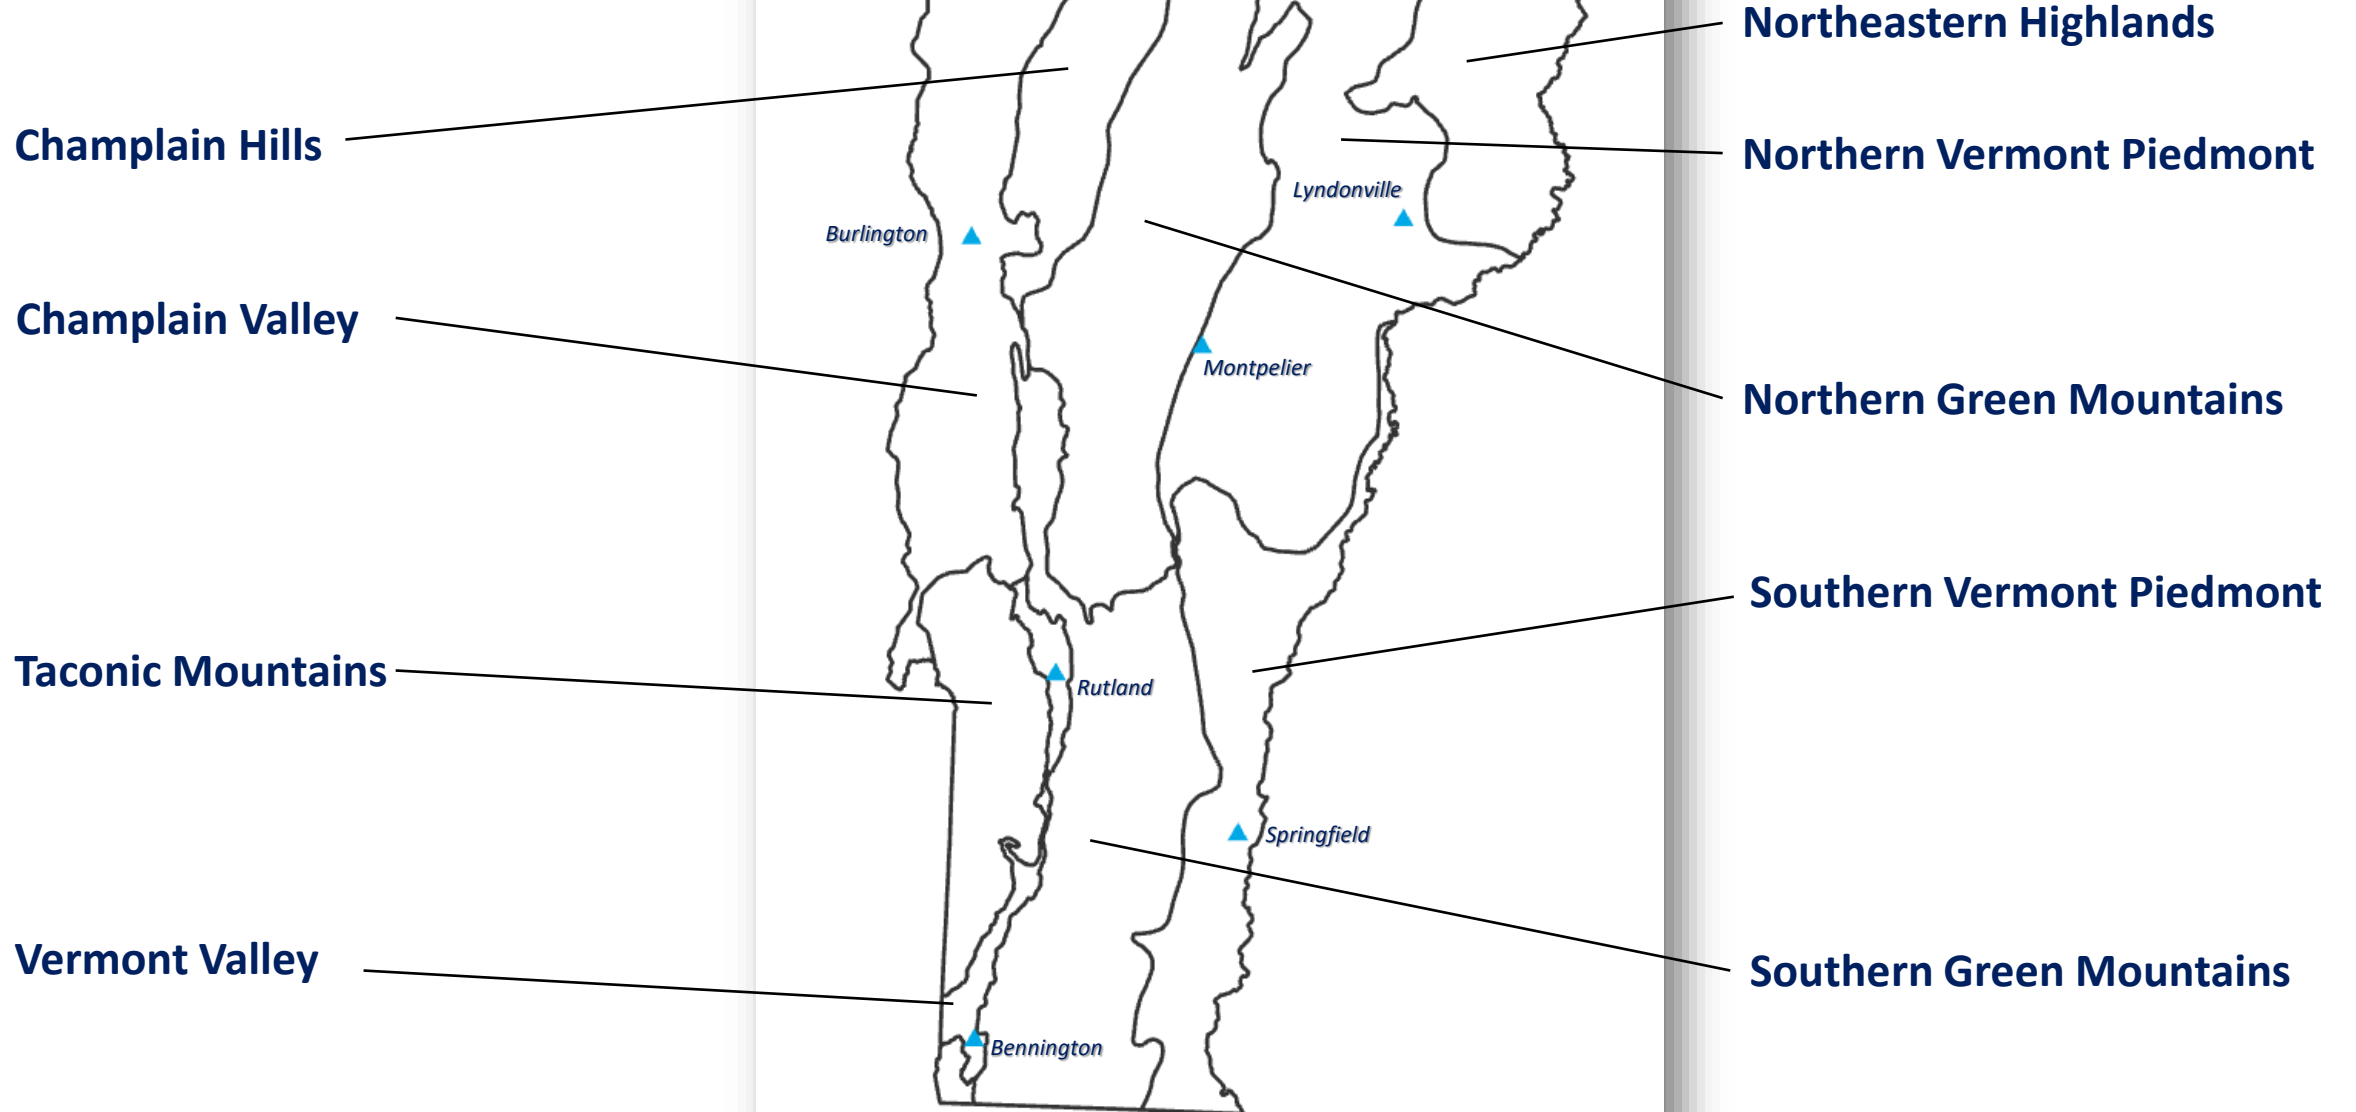 Northeastern Highlands
Champlain Hills
Northern Vermont Piedmont
Lyndonville
Burlington
Champlain Valley
Montpelier
Northern Green Mountains
Southern Vermont Piedmont
Taconic Mountains
Rutland
Springfield
Vermont Valley
Southern Green Mountains
Bennington